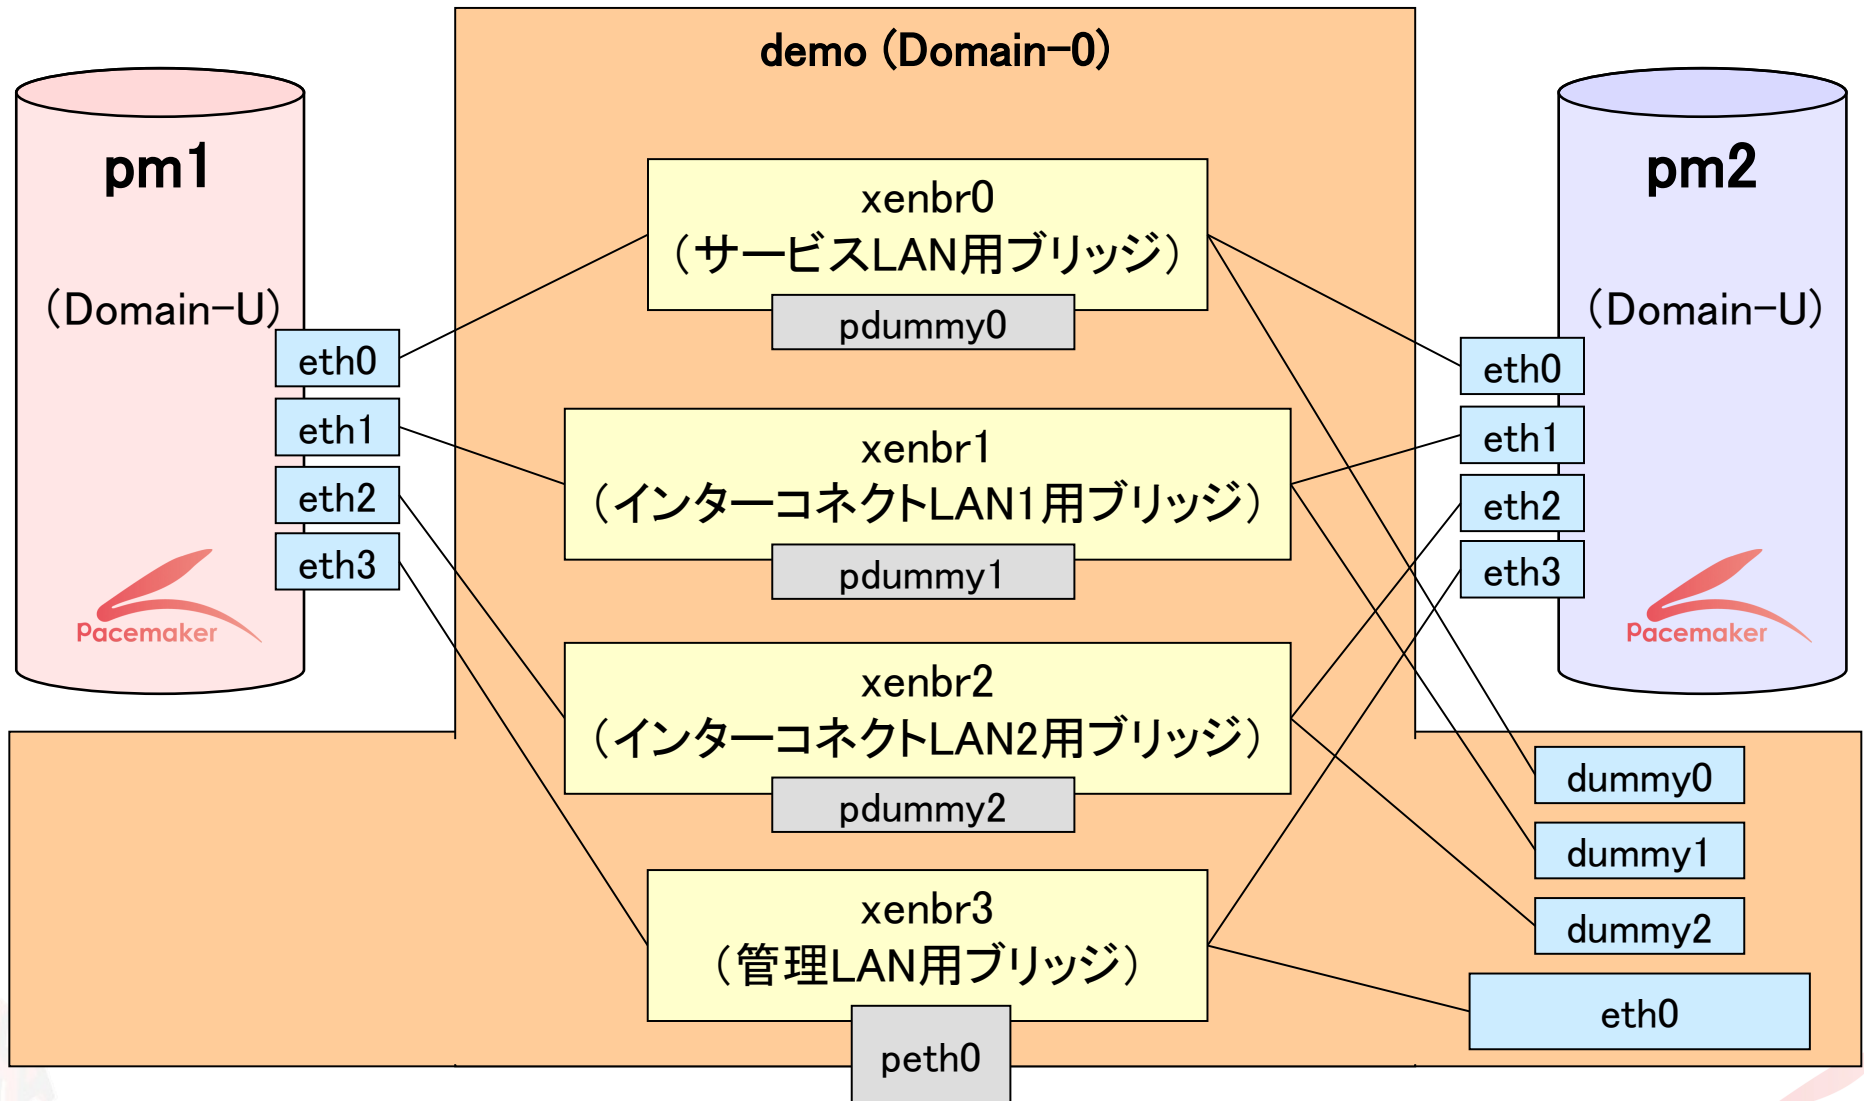 demo (Domain-0)
pm1
(Domain-U)
eth0
eth1
eth2
eth3
Pacemaker
xenbr0
（サービスLAN用ブリッジ）
pdummy0
xenbr1
（インターコネクトLAN1用ブリッジ）
pdummy1
xenbr2
（インターコネクトLAN2用ブリッジ）
pdummy2
xenbr3
（管理LAN用ブリッジ）
peth0
pm2
(Domain-U)
eth0
eth1
eth2
eth3
Pacemaker
dummy0
dummy1
dummy2
eth0